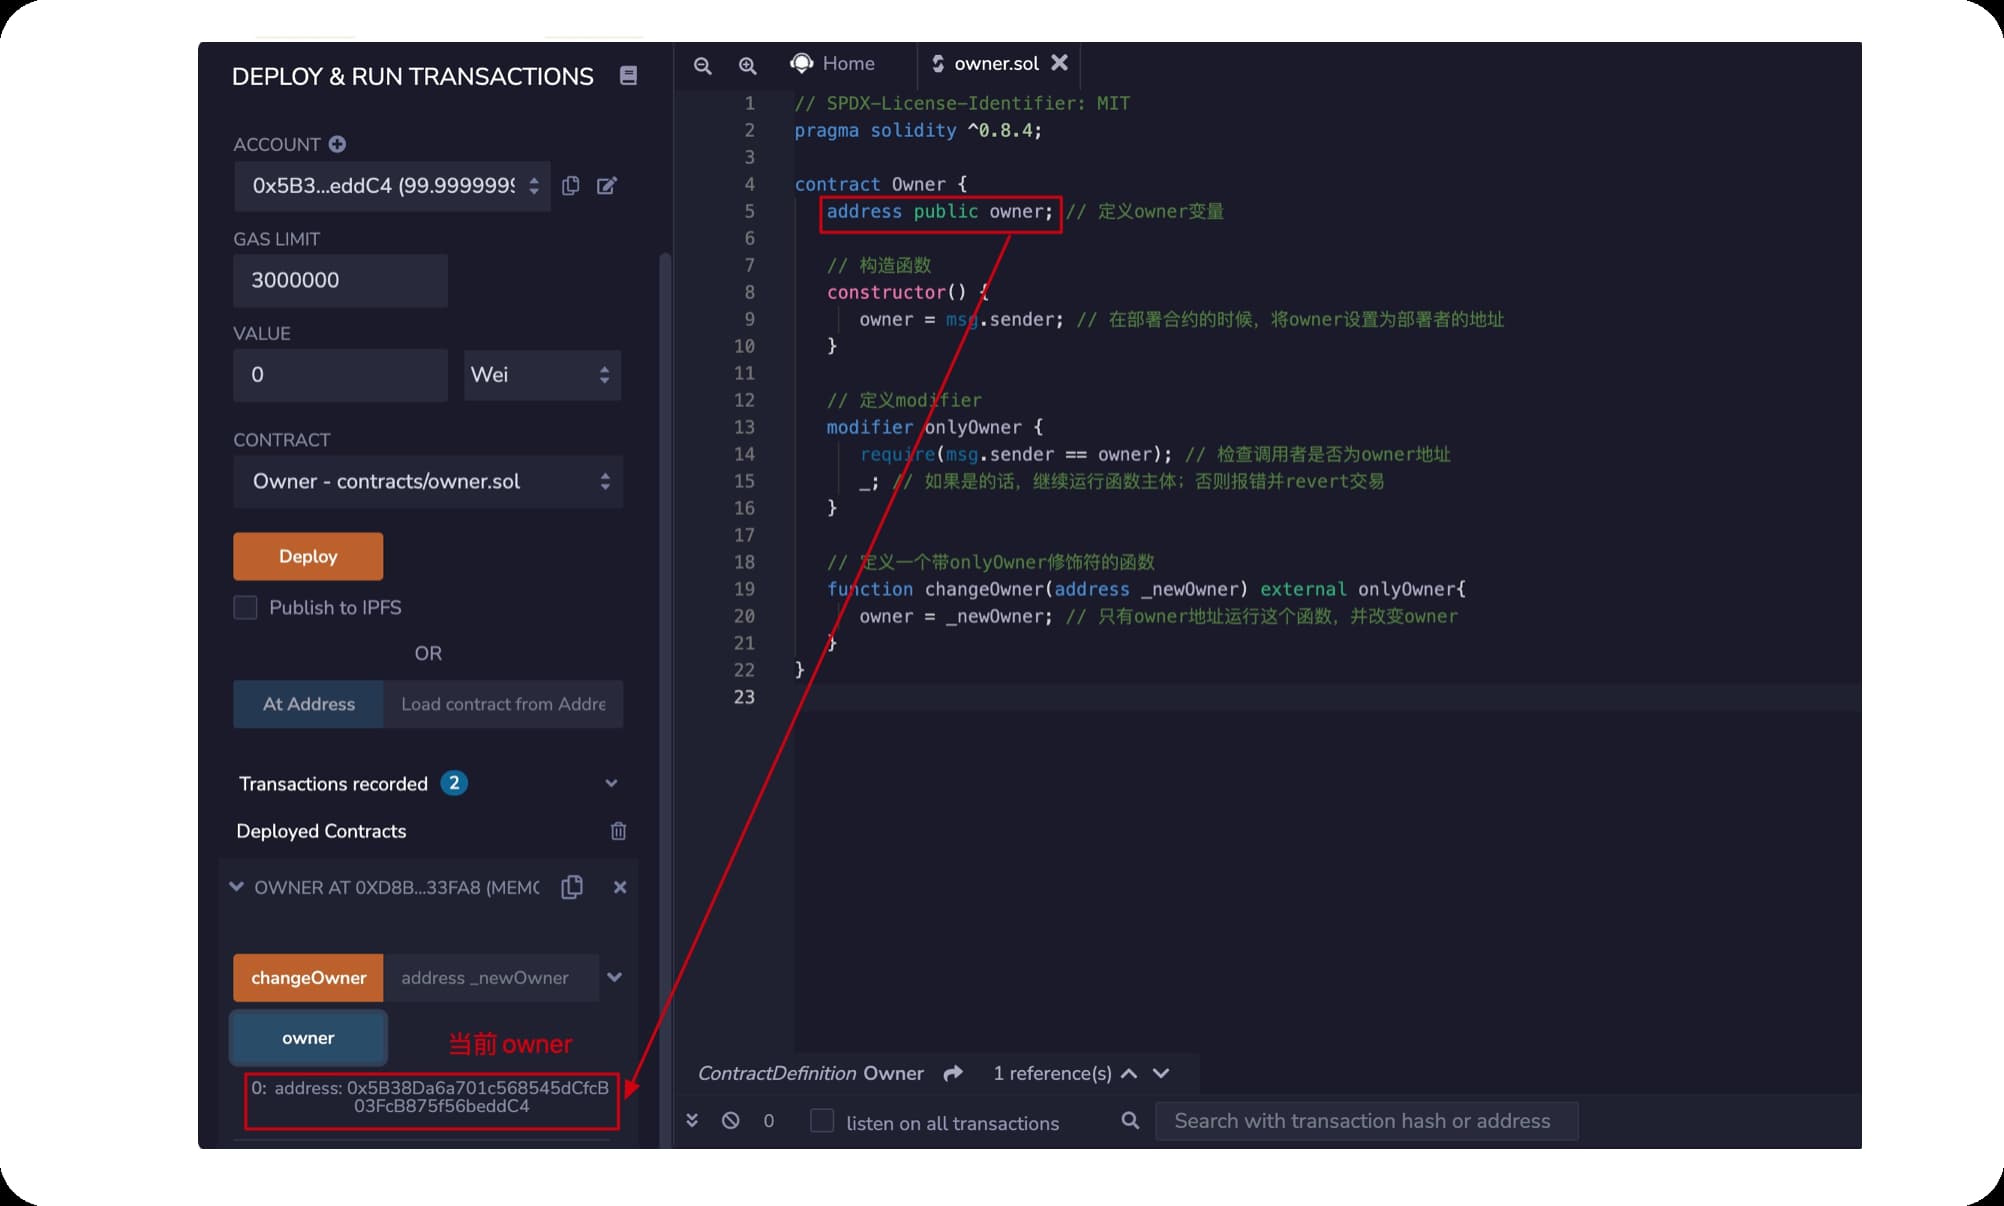 DEPLOY & RUN TRANSACTIONS
ACCOUNT
0x5B3...eddC4 (99.9999999
GAS LIMIT
3000000
VALUE
0
Wei
CONTRACT
Owner - contracts/owner.sol
Deploy
Publish to IPFS
OR
At Address
Load contract from Addre
Transactions recorded 2
Deployed Contracts
OWNER AT 0XD8B...33FA8 (MEMO
changeOwner
address _newOwner
owner
当前 owner
0: address: 0x5B38Da6a701c568545dCfcB
03FcB875f56beddC4
Home
owner.sol
1 // SPDX-License-Identifier: MIT
2 pragma solidity ^0.8.4;
3
4 contract Owner {
5 address public owner; // 定义owner变量
6
7 // 构造函数
8 constructor() {
9 owner = msg.sender; // 在部署合约的时候，将owner设置为部署者的地址
10 }
11
12 // 定义modifier
13 modifier onlyOwner {
14 require(msg.sender == owner); // 检查调用者是否为owner地址
15 _; // 如果是的话，继续运行函数主体；否则报错并revert交易
16 }
17
18 // 定义一个带onlyOwner修饰符的函数
19 function changeOwner(address _newOwner) external onlyOwner{
20 owner = _newOwner; // 只有owner地址运行这个函数，并改变owner
21 }
22 }
23
ContractDefinition Owner
1 reference(s)
0
listen on all transactions
Search with transaction hash or address